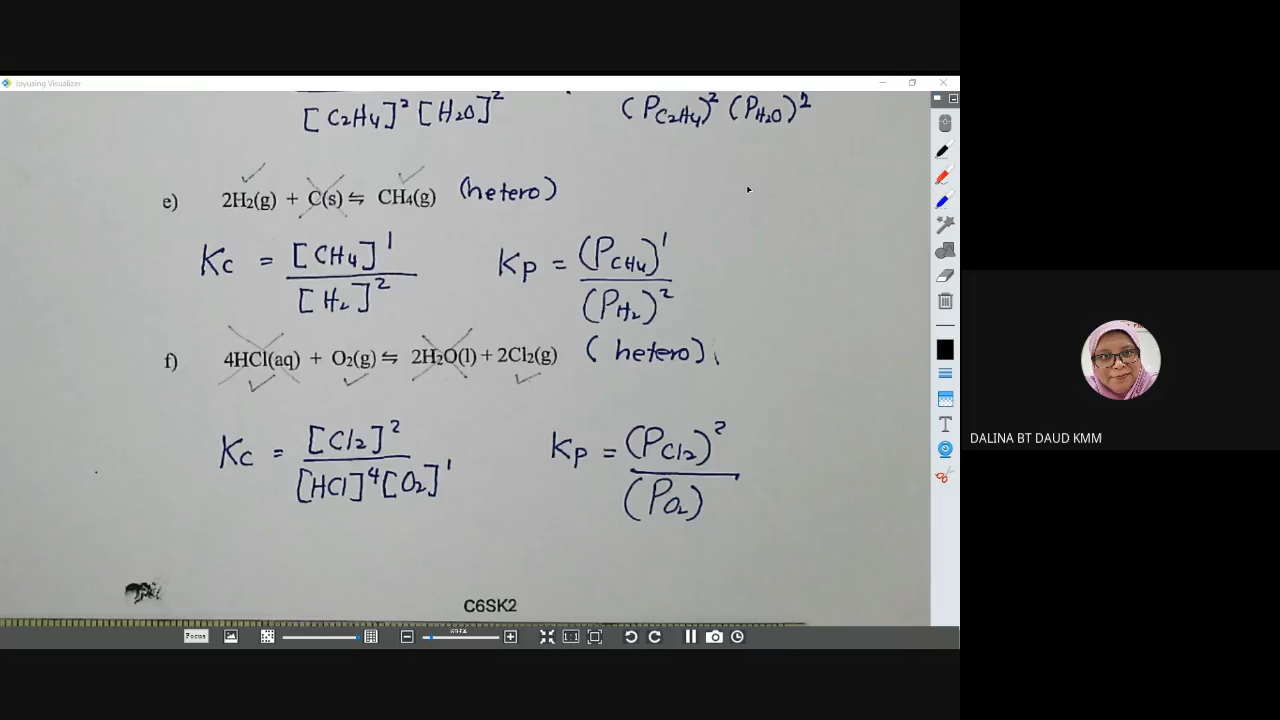 Joyusing Visualizer
[C2H4]² [H2O]²
(PC2H4)² (PH2O)²
e) 2H₂(g) + C(s) ⇋ CH₄(g) (hetero)
Kc = [CH4]¹ / [H2]²
Kp = (PCH4)¹ / (PH2)²
f) 4HCl(aq) + O₂(g) ⇋ 2H₂O(l) + 2Cl₂(g) (hetero)
Kc = [Cl2]² / [HCl]⁴[O2]¹
Kp = (PCl2)² / (PO2)
C6SK2
Focus
1:1
T
DALINA BT DAUD KMM